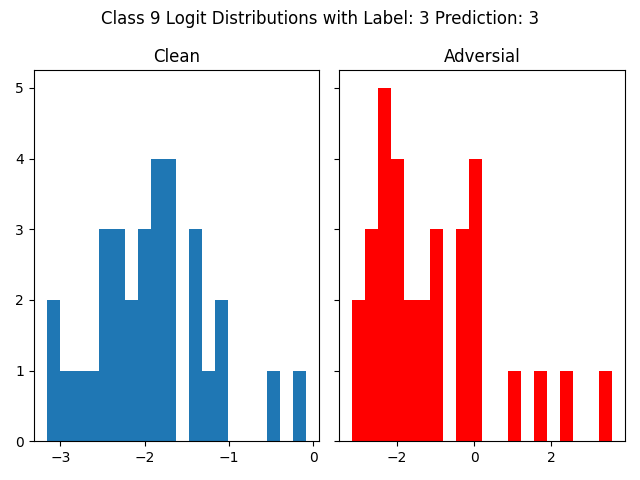 Class 9 Logit Distributions with Label: 3 Prediction: 3
Clean
Adversial
5
4
3
2
1
0
−3 −2 −1 0
−2 0 2